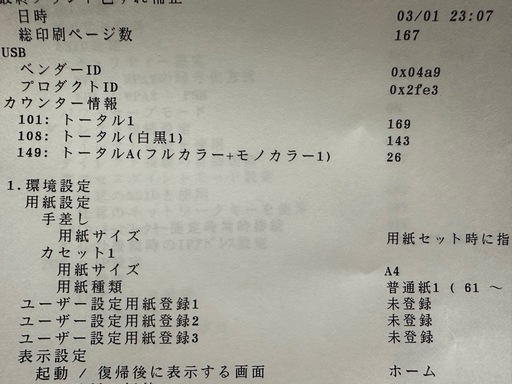 日時 03/01 23:07
総印刷ページ数 167
USB
ベンダーID 0x04a9
プロダクトID 0x2fe3
カウンター情報
101: トータル1 169
108: トータル(白黒1) 143
149: トータルA(フルカラー+モノカラー1) 26
1.環境設定
用紙設定
手差し
用紙サイズ 用紙セット時に指
カセット1
用紙サイズ A4
用紙種類 普通紙1 ( 61 ～
ユーザー設定用紙登録1 未登録
ユーザー設定用紙登録2 未登録
ユーザー設定用紙登録3 未登録
表示設定
起動 / 復帰後に表示する画面 ホーム